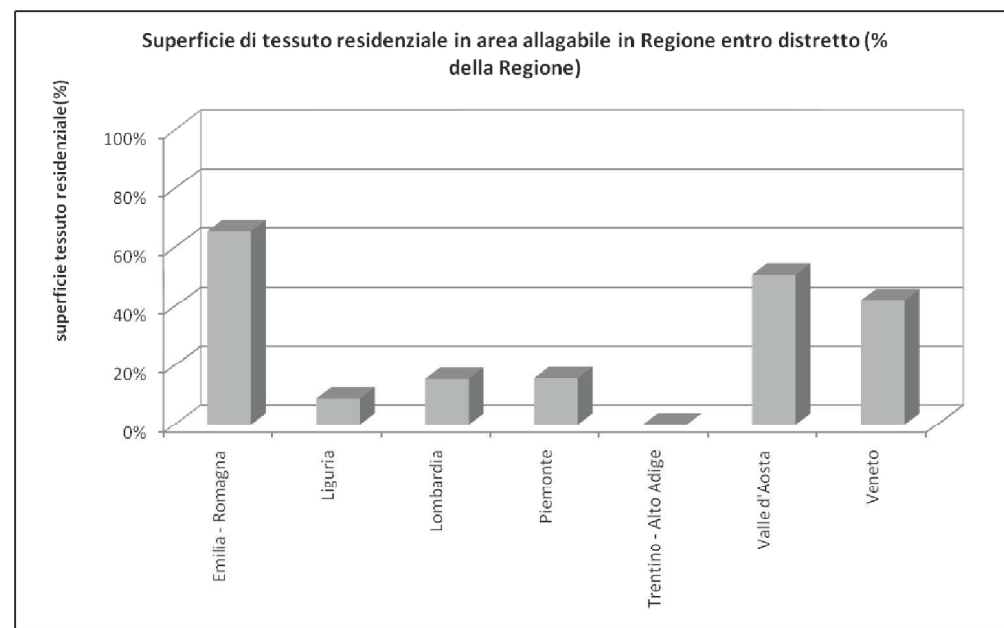 Superficie di tessuto residenziale in area allagabile in Regione entro distretto (%
della Regione)
superficie tessuto residenziale(%)
100%
80%
60%
40%
20%
0%
Emilia - Romagna
Liguria
Lombardia
Piemonte
Trentino - Alto Adige
Valle d'Aosta
Veneto